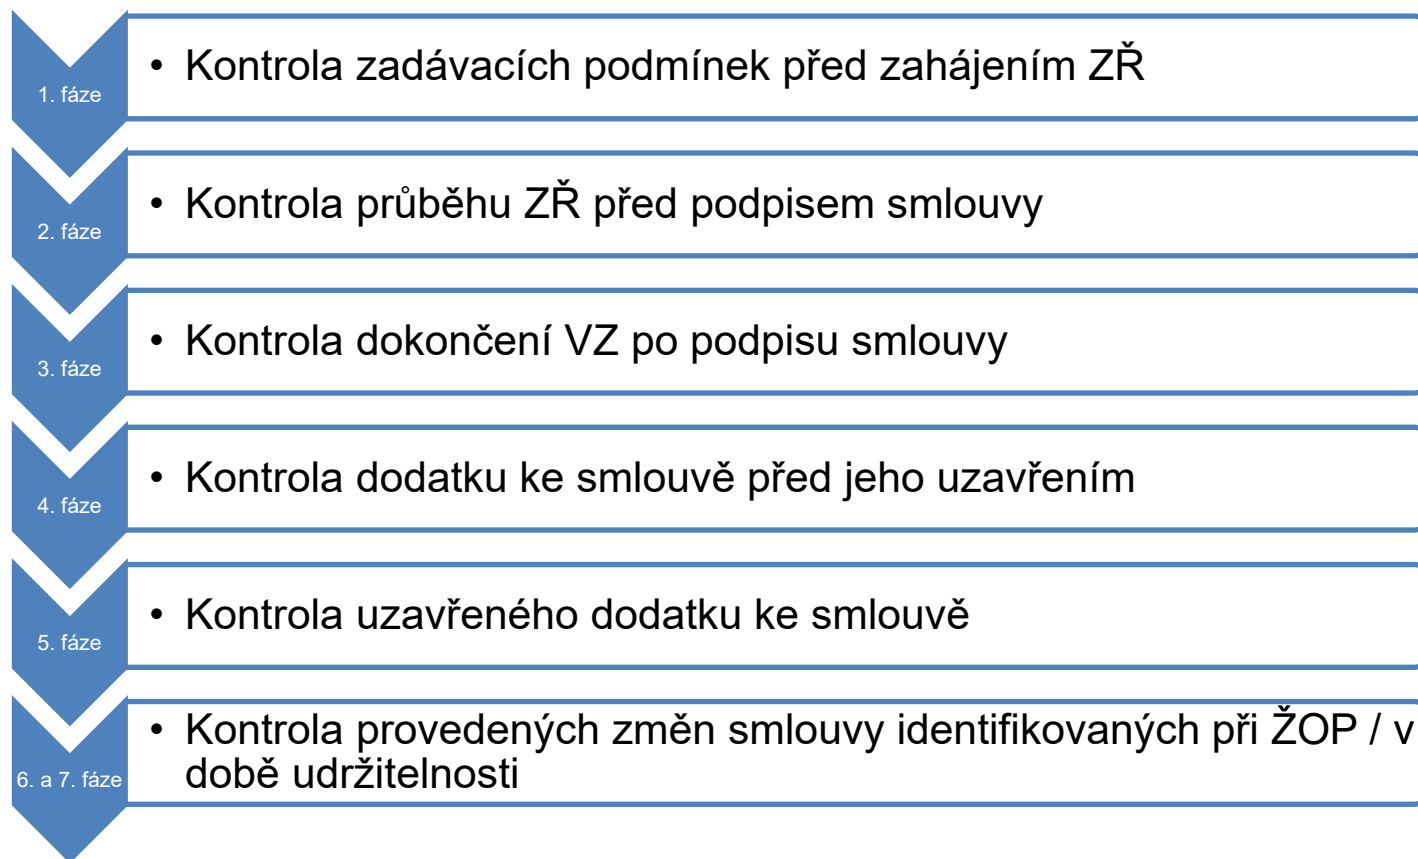 1. fáze
• Kontrola zadávacích podmínek před zahájením ZŘ
2. fáze
• Kontrola průběhu ZŘ před podpisem smlouvy
3. fáze
• Kontrola dokončení VZ po podpisu smlouvy
4. fáze
• Kontrola dodatku ke smlouvě před jeho uzavřením
5. fáze
• Kontrola uzavřeného dodatku ke smlouvě
6. a 7. fáze
• Kontrola provedených změn smlouvy identifikovaných při ŽOP / v
době udržitelnosti